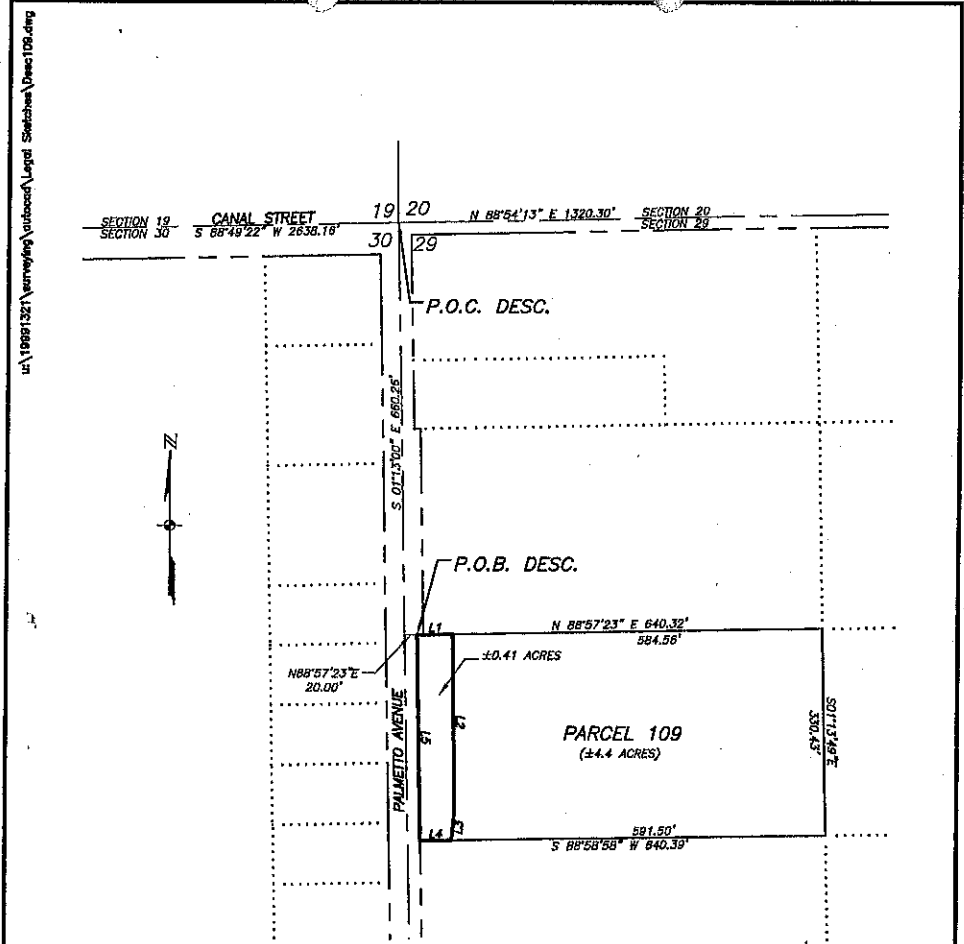 u:\19991321\surveying\autocad\Legal Sketches\Desc109.dwg
SECTION 19
SECTION 30
CANAL STREET
S 88°49'22" W 2638.16'
19 20
30 29
N 88°54'13" E 1320.30'
SECTION 20
SECTION 29
P.O.C. DESC.
S 01°13'00" E 660.26'
N
P.O.B. DESC.
L1
N 88°57'23" E 640.32'
584.56'
±0.41 ACRES
N88°57'23"E
20.00'
PALMETTO AVENUE
L5
L2
PARCEL 109
(±4.4 ACRES)
S01°13'49"E
330.43'
L3
L4
591.50'
S 88°58'58" W 640.39'